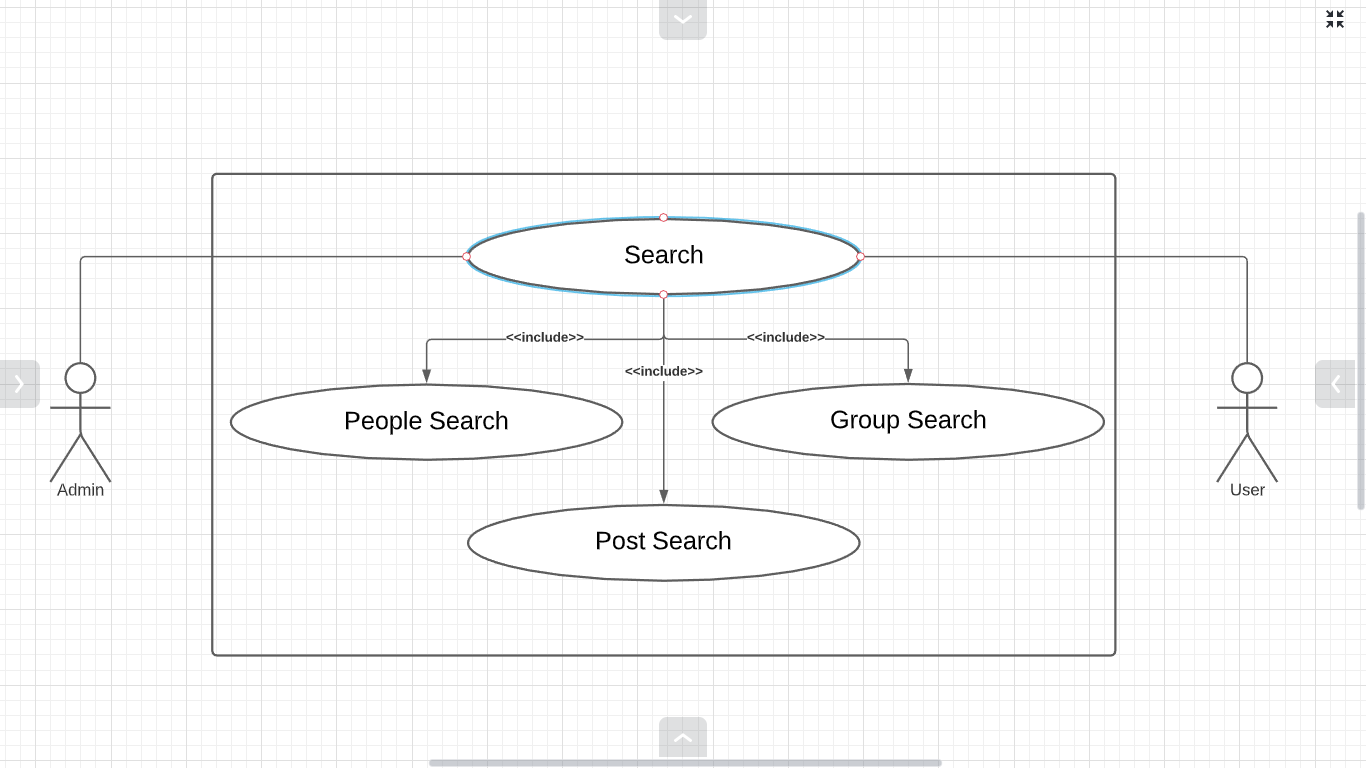 Search
<<include>>
<<include>>
<<include>>
People Search
Group Search
Admin
User
Post Search